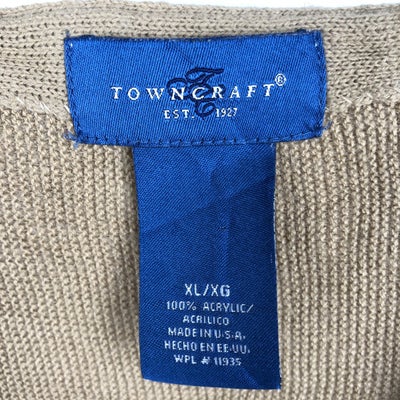 TOWNCRAFT®
EST. 1927
XL/XG
100% ACRYLIC/
ACRILICO
MADE IN U.S.A.
HECHO EN EE.UU.
WPL # 11935